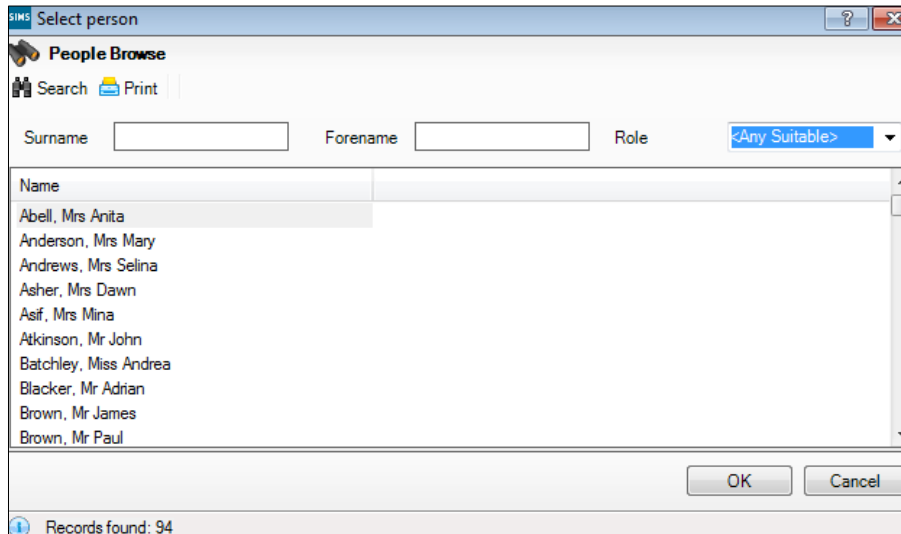 SIMS Select person ?
People Browse
Search Print
Surname Forename Role <Any Suitable>
Name
Abell, Mrs Anita
Anderson, Mrs Mary
Andrews, Mrs Selina
Asher, Mrs Dawn
Asif, Mrs Mina
Atkinson, Mr John
Batchley, Miss Andrea
Blacker, Mr Adrian
Brown, Mr James
Brown, Mr Paul
OK Cancel
Records found: 94